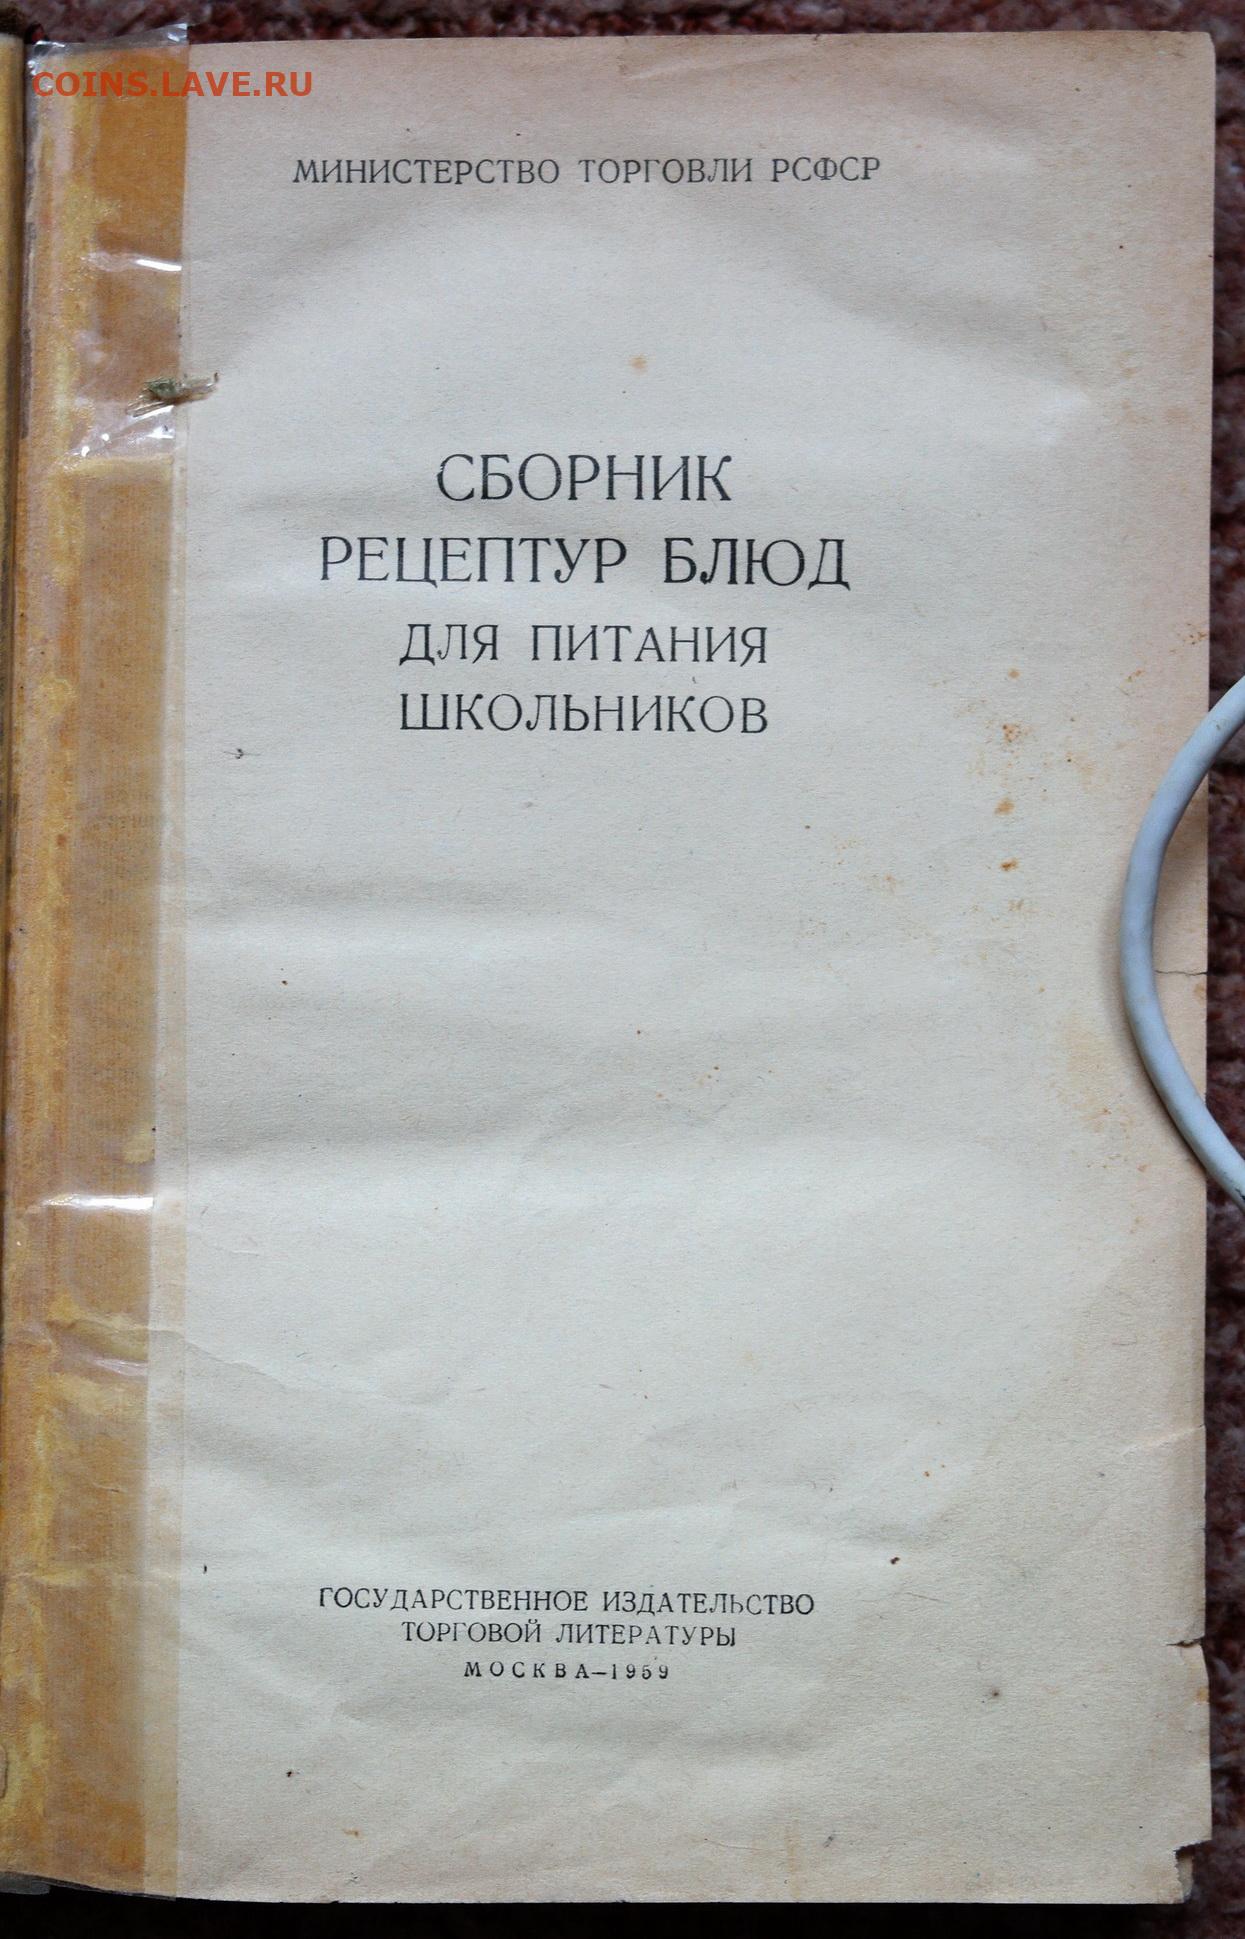 COINS.LAVE.RU
МИНИСТЕРСТВО ТОРГОВЛИ РСФСР
СБОРНИК
РЕЦЕПТУР БЛЮД
ДЛЯ ПИТАНИЯ
ШКОЛЬНИКОВ
ГОСУДАРСТВЕННОЕ ИЗДАТЕЛЬСТВО
ТОРГОВОЙ ЛИТЕРАТУРЫ
МОСКВА—1959